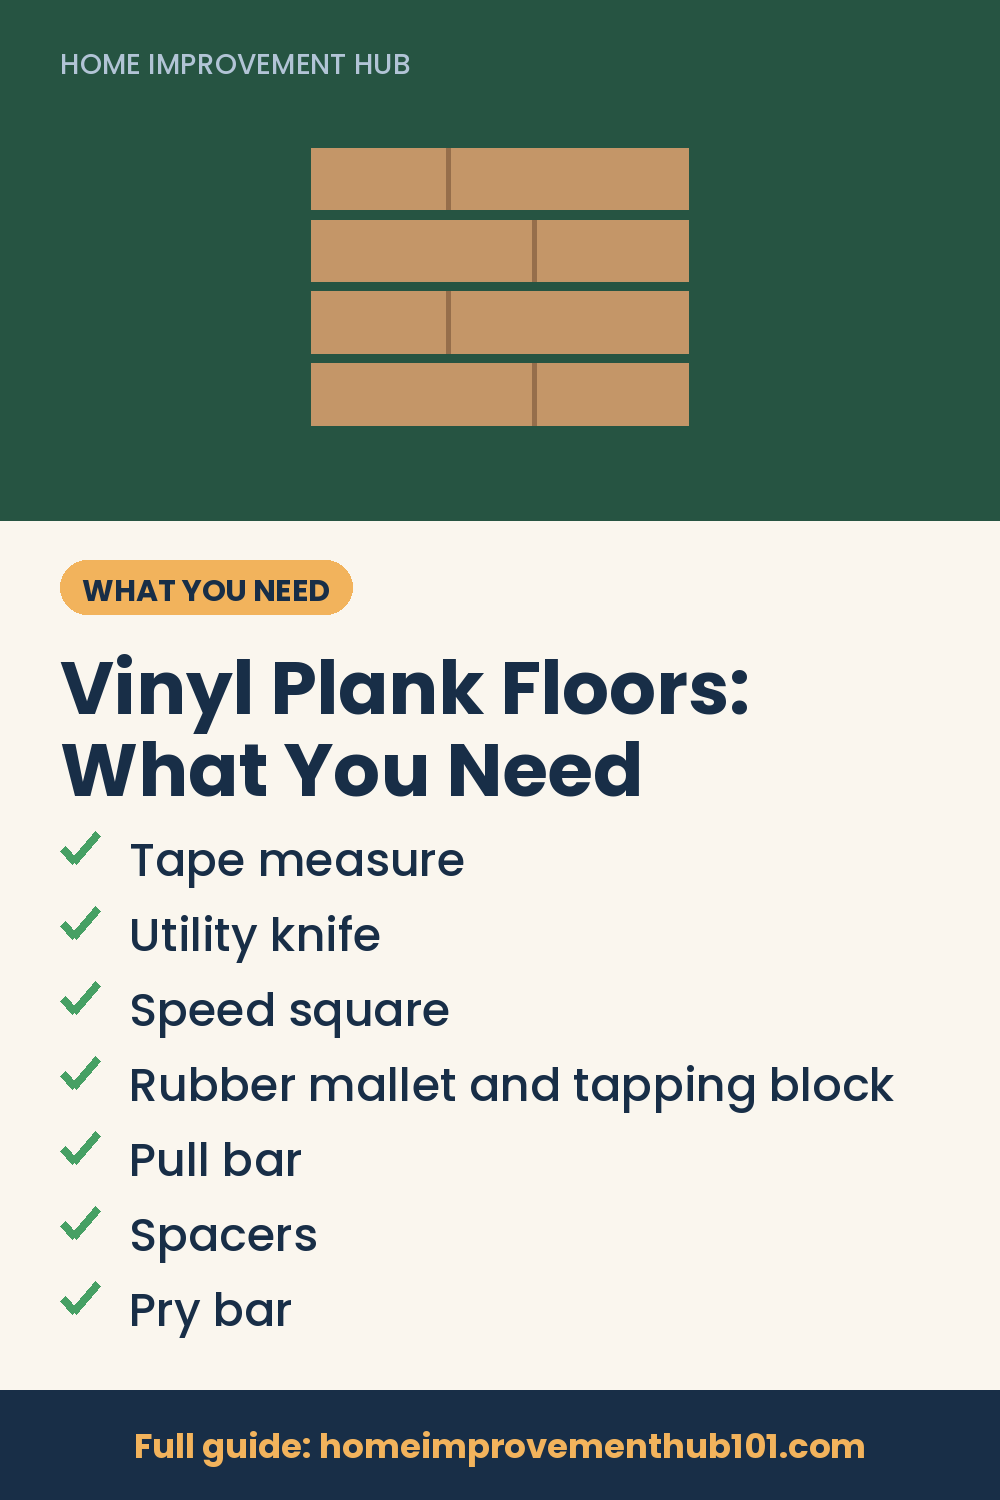 HOME IMPROVEMENT HUB
WHAT YOU NEED
Vinyl Plank Floors:
What You Need
Tape measure
Utility knife
Speed square
Rubber mallet and tapping block
Pull bar
Spacers
Pry bar
Full guide: homeimprovementhub101.com